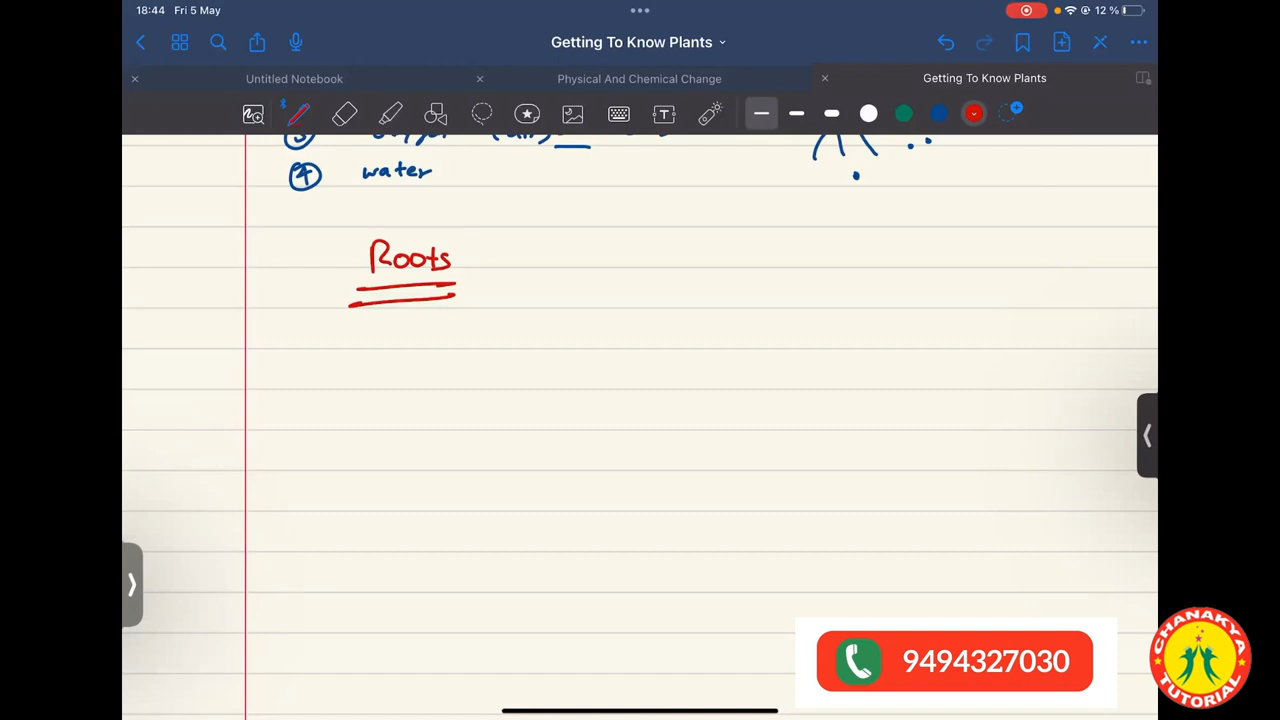 18:44 Fri 5 May
12 %
Getting To Know Plants
Untitled Notebook
Physical And Chemical Change
Getting To Know Plants
T
④ water
Roots
9494327030
CHANAKYA
TUTORIAL